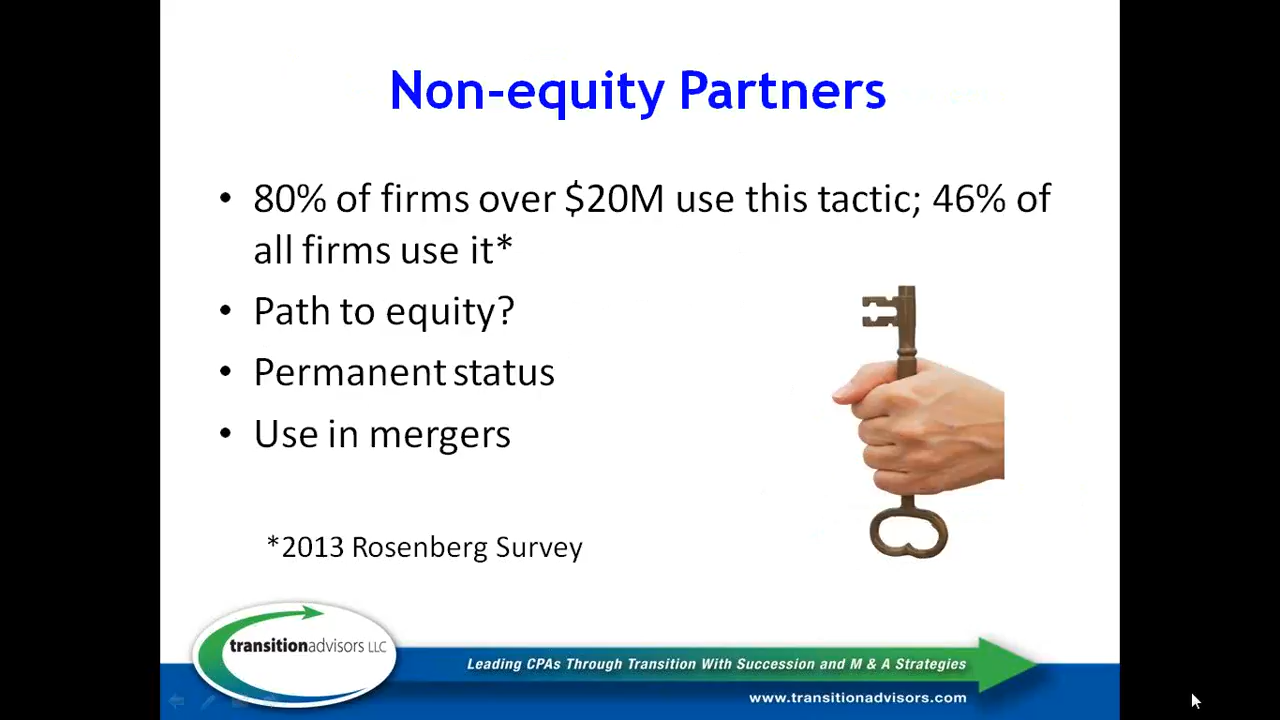 Non-equity Partners
• 80% of firms over $20M use this tactic; 46% of
all firms use it*
• Path to equity?
• Permanent status
• Use in mergers
*2013 Rosenberg Survey
transitionadvisors LLC
Leading CPAs Through Transition With Succession and M & A Strategies
www.transitionadvisors.com